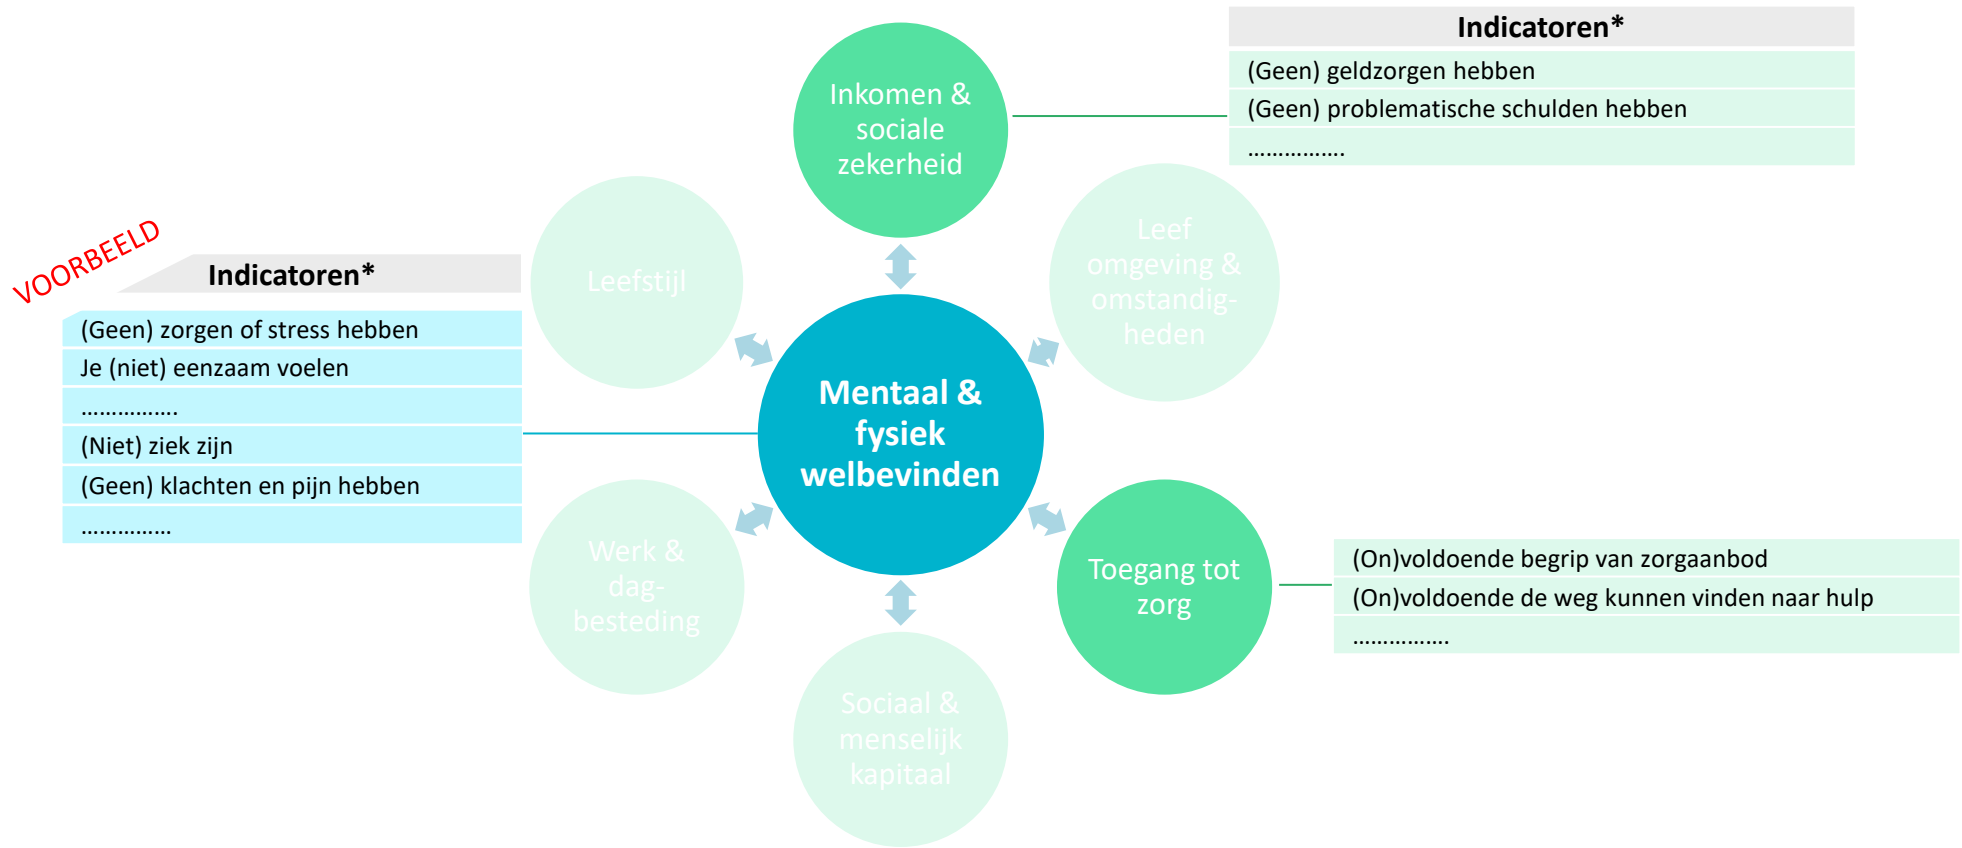 Indicatoren*
(Geen) geldzorgen hebben
(Geen) problematische schulden hebben
…………….
Inkomen &
sociale
zekerheid
Leef
omgeving &
omstandig-
heden
Leefstijl
VOORBEELD
Indicatoren*
(Geen) zorgen of stress hebben
Je (niet) eenzaam voelen
…………….
(Niet) ziek zijn
(Geen) klachten en pijn hebben
……………
Mentaal &
fysiek
welbevinden
Werk &
dag-
besteding
Toegang tot
zorg
(On)voldoende begrip van zorgaanbod
(On)voldoende de weg kunnen vinden naar hulp
…………….
Sociaal &
menselijk
kapitaal